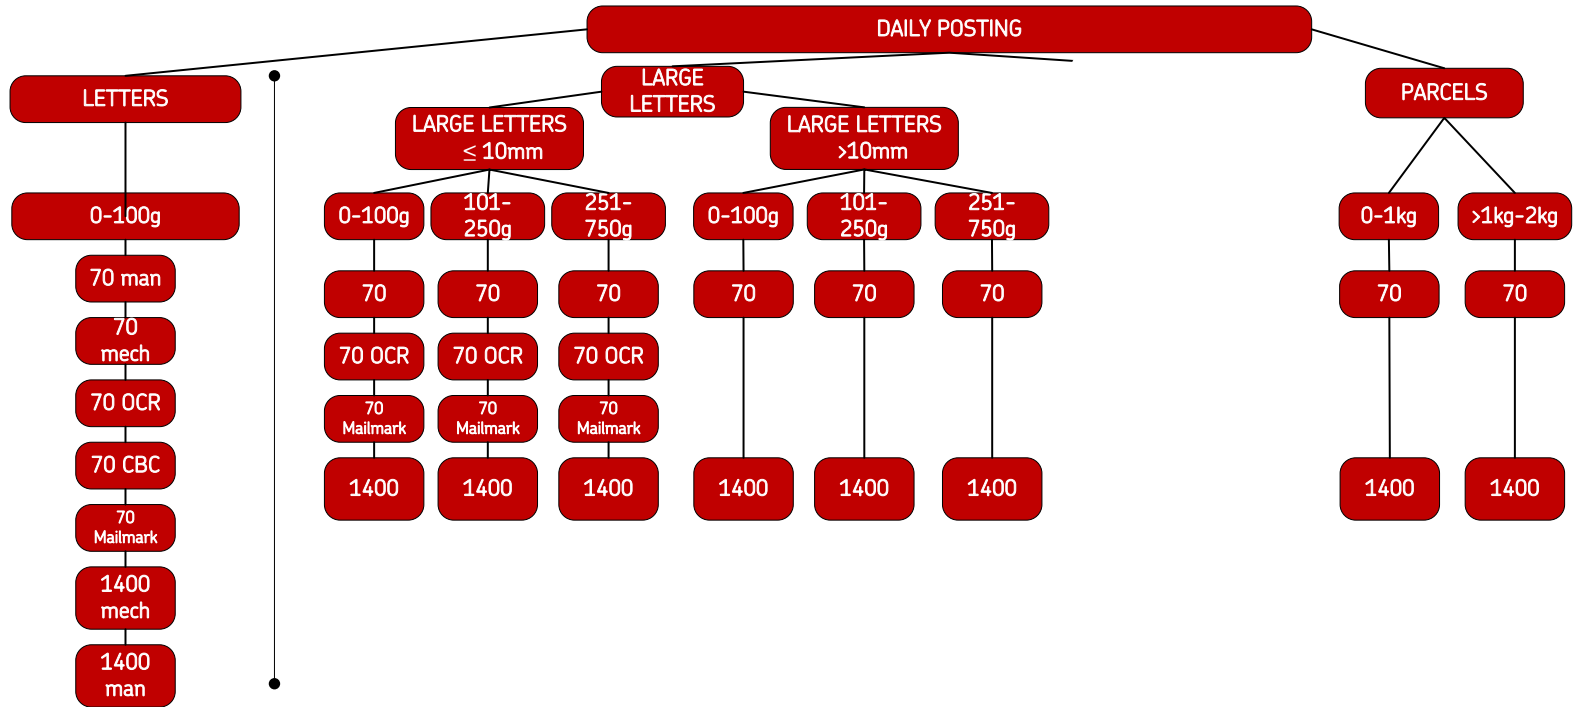 DAILY POSTING
LETTERS
LARGE
LETTERS
PARCELS
LARGE LETTERS
≤ 10mm
LARGE LETTERS
>10mm
0-100g
0-100g
101-
250g
251-
750g
0-100g
101-
250g
251-
750g
0-1kg
>1kg-2kg
70 man
70
mech
70 OCR
70 CBC
70
Mailmark
1400
mech
1400
man
70
70 OCR
70
Mailmark
1400
70
70 OCR
70
Mailmark
1400
70
70 OCR
70
Mailmark
1400
70
1400
70
1400
70
1400
70
1400
70
1400